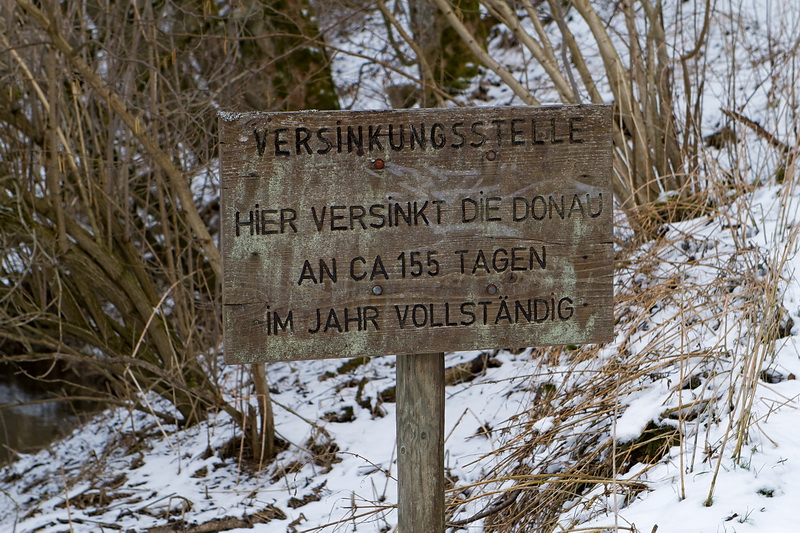 VERSINKUNGSSTELLE
HIER VERSINKT DIE DONAU
AN CA 155 TAGEN
IM JAHR VOLLSTÄNDIG